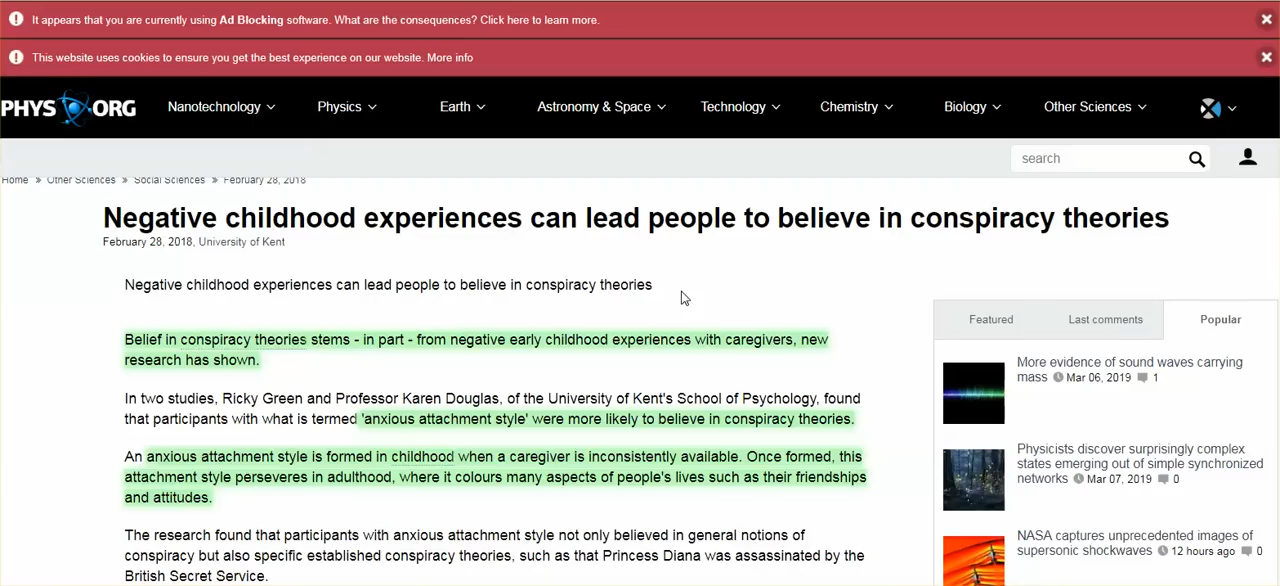 It appears that you are currently using Ad Blocking software. What are the consequences? Click here to learn more.
This website uses cookies to ensure you get the best experience on our website. More info
PHYS ORG
Nanotechnology
Physics
Earth
Astronomy & Space
Technology
Chemistry
Biology
Other Sciences
search
Home » Other Sciences » Social Sciences » February 28, 2018
Negative childhood experiences can lead people to believe in conspiracy theories
February 28, 2018, University of Kent
Negative childhood experiences can lead people to believe in conspiracy theories
Belief in conspiracy theories stems - in part - from negative early childhood experiences with caregivers, new
research has shown.
In two studies, Ricky Green and Professor Karen Douglas, of the University of Kent's School of Psychology, found
that participants with what is termed 'anxious attachment style' were more likely to believe in conspiracy theories.
An anxious attachment style is formed in childhood when a caregiver is inconsistently available. Once formed, this
attachment style perseveres in adulthood, where it colours many aspects of people's lives such as their friendships
and attitudes.
The research found that participants with anxious attachment style not only believed in general notions of
conspiracy but also specific established conspiracy theories, such as that Princess Diana was assassinated by the
British Secret Service.
Featured
Last comments
Popular
More evidence of sound waves carrying
mass Mar 06, 2019 1
Physicists discover surprisingly complex
states emerging out of simple synchronized
networks Mar 07, 2019 0
NASA captures unprecedented images of
supersonic shockwaves 12 hours ago 0